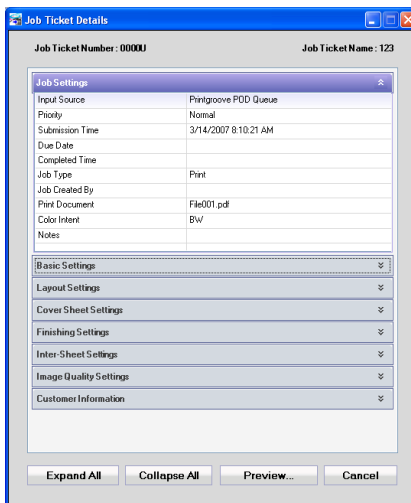 Job Ticket Details
Job Ticket Number : 0000U Job Ticket Name : 123
Job Settings
Input Source Printgroove POD Queue
Priority Normal
Submission Time 3/14/2007 8:10:21 AM
Due Date
Completed Time
Job Type Print
Job Created By
Print Document File001.pdf
Color Intent BW
Notes
Basic Settings
Layout Settings
Cover Sheet Settings
Finishing Settings
Inter-Sheet Settings
Image Quality Settings
Customer Information
Expand All Collapse All Preview... Cancel